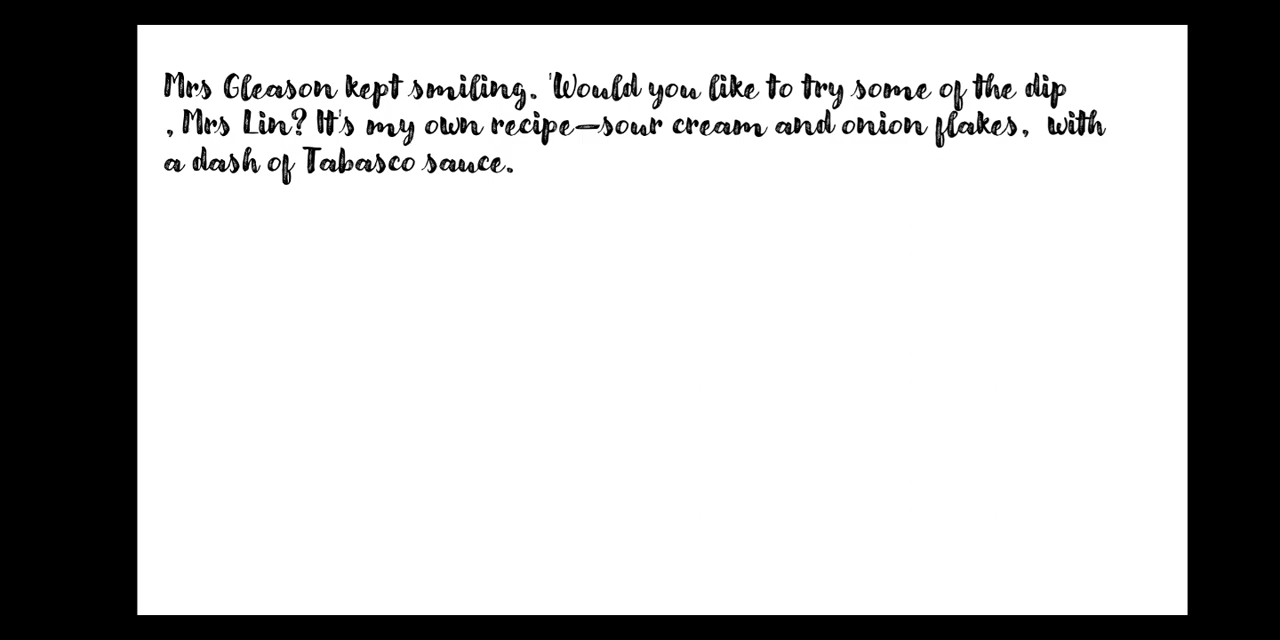 Mrs Gleason kept smiling. 'Would you like to try some of the dip
, Mrs Lin? It's my own recipe—sour cream and onion flakes, with
a dash of Tabasco sauce.